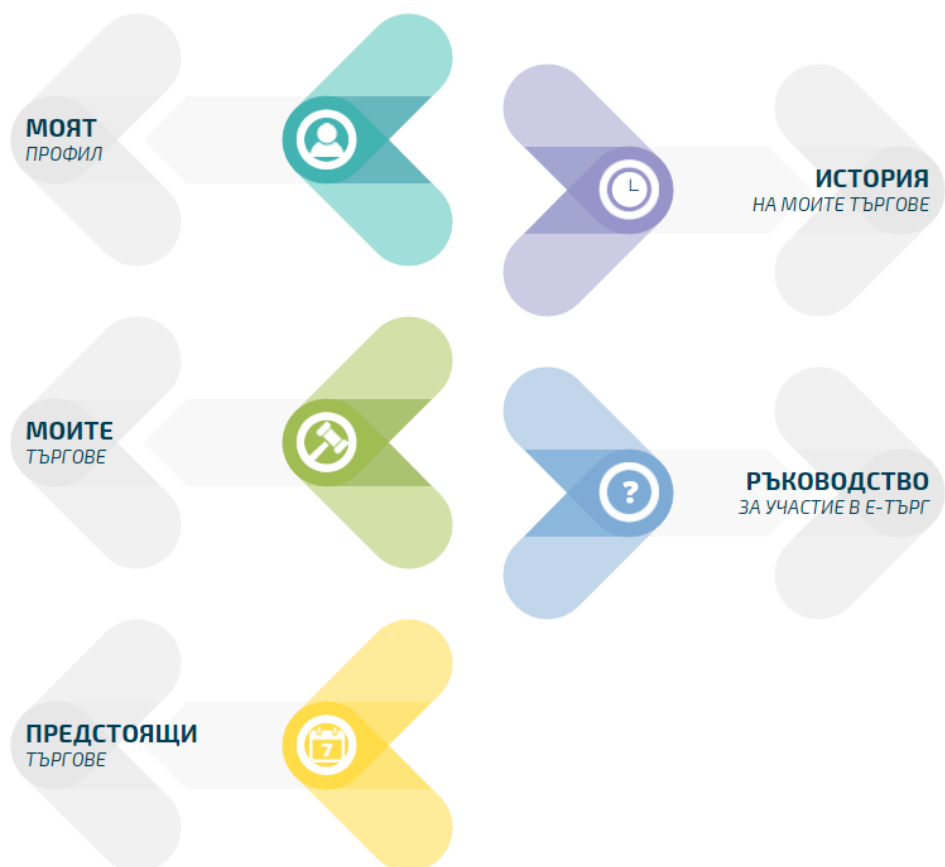 МОЯТ
ПРОФИЛ
ИСТОРИЯ
НА МОИТЕ ТЪРГОВЕ
МОИТЕ
ТЪРГОВЕ
?
РЪКОВОДСТВО
ЗА УЧАСТИЕ В Е-ТЪРГ
ПРЕДСТОЯЩИ
ТЪРГОВЕ
7